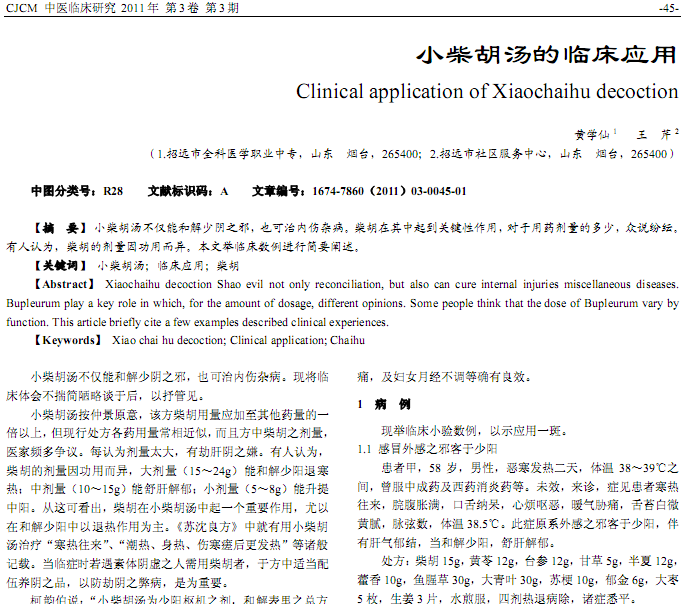 CJCM 中医临床研究 2011 年 第 3 卷 第 3 期 -45-
小柴胡汤的临床应用
Clinical application of Xiaochaihu decoction
黄学仙 1 王 芹 2
（1.招远市全科医学职业中专，山东 烟台，265400；2.招远市社区服务中心，山东 烟台，265400）
中图分类号：R28 文献标识码：A 文章编号：1674-7860（2011）03-0045-01
【摘 要】小柴胡汤不仅能和解少阴之邪，也可治内伤杂病。柴胡在其中起到关键性作用，对于用药剂量的多少，众说纷纭。
有人认为，柴胡的剂量因功用而异。本文举临床数例进行简要阐述。
【关键词】小柴胡汤；临床应用；柴胡
【Abstract】 Xiaochaihu decoction Shao evil not only reconciliation, but also can cure internal injuries miscellaneous diseases.
Bupleurum play a key role in which, for the amount of dosage, different opinions. Some people think that the dose of Bupleurum vary by
function. This article briefly cite a few examples described clinical experiences.
【Keywords】 Xiao chai hu decoction; Clinical application; Chaihu
小柴胡汤不仅能和解少阴之邪，也可治内伤杂病。现将临
床体会不揣简陋略谈于后，以抒管见。
小柴胡汤按仲景原意，该方柴胡用量应加至其他药量的一
倍以上，但现行处方各药用量常相近似，而且方中柴胡之剂量，
医家颇多争议。每认为剂量太大，有劫肝阴之嫌。有人认为，
柴胡的剂量因功用而异，大剂量（15～24g）能和解少阳退寒
热；中剂量（10～15g）能舒肝解郁；小剂量（5～8g）能升提
中阳。从这可看出，柴胡在小柴胡汤中起一个重要作用，尤以
在和解少阳中以退热作用为主。《苏沈良方》中就有用小柴胡
汤治疗“寒热往来”、“潮热、身热、伤寒瘥后更发热”等诸般
记载。当临症时若遇素体阴虚之人需用柴胡者，于方中适当配
伍养阴之品，以防劫阴之弊病，是为重要。
柯韵伯说，“小柴胡汤为少阳枢机之剂，和解表里之总方
痛，及妇女月经不调等确有良效。
1 病 例
现举临床小验数例，以示应用一斑。
1.1 感冒外感之邪客于少阳
患者甲，58 岁，男性，恶寒发热二天，体温 38～39℃之
间，曾服中成药及西药消炎药等。未效，来诊，症见患者寒热
往来，脘腹胀满，口舌纳呆，心烦呕恶，嗳气胁痛，舌苔白微
黄腻，脉弦数，体温 38.5℃。此症原系外感之邪客于少阳，伴
有肝气郁结，当和解少阳，舒肝解郁。
处方：柴胡 15g，黄苓 12g，台参 12g，甘草 5g，半夏 12g，
藿香 10g，鱼腥草 30g，大青叶 30g，苏梗 10g，郁金 6g，大枣
5 枚，生姜 3 片，水煎服，四剂热退病除，诸症悉平。